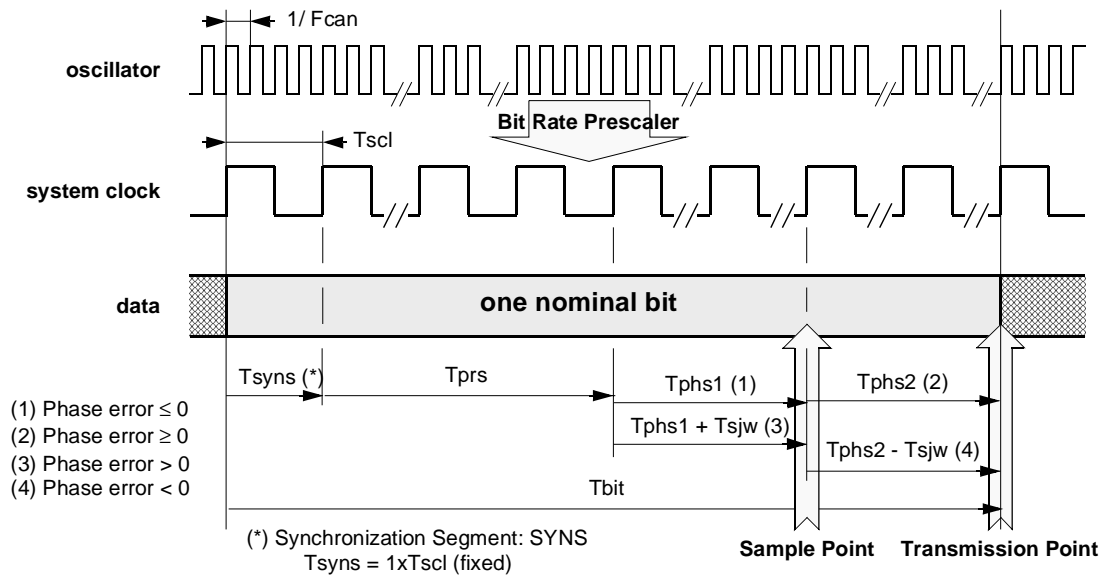 1/ Fcan
oscillator
Bit Rate Prescaler
Tscl
system clock
data
one nominal bit
Tsyns (*)
Tprs
Tphs1 (1)
Tphs2 (2)
(1) Phase error ≤ 0
(2) Phase error ≥ 0
(3) Phase error > 0
(4) Phase error < 0
Tphs1 + Tsjw (3)
Tphs2 - Tsjw (4)
Tbit
(*) Synchronization Segment: SYNS
Tsyns = 1xTscl (fixed)
Sample Point
Transmission Point